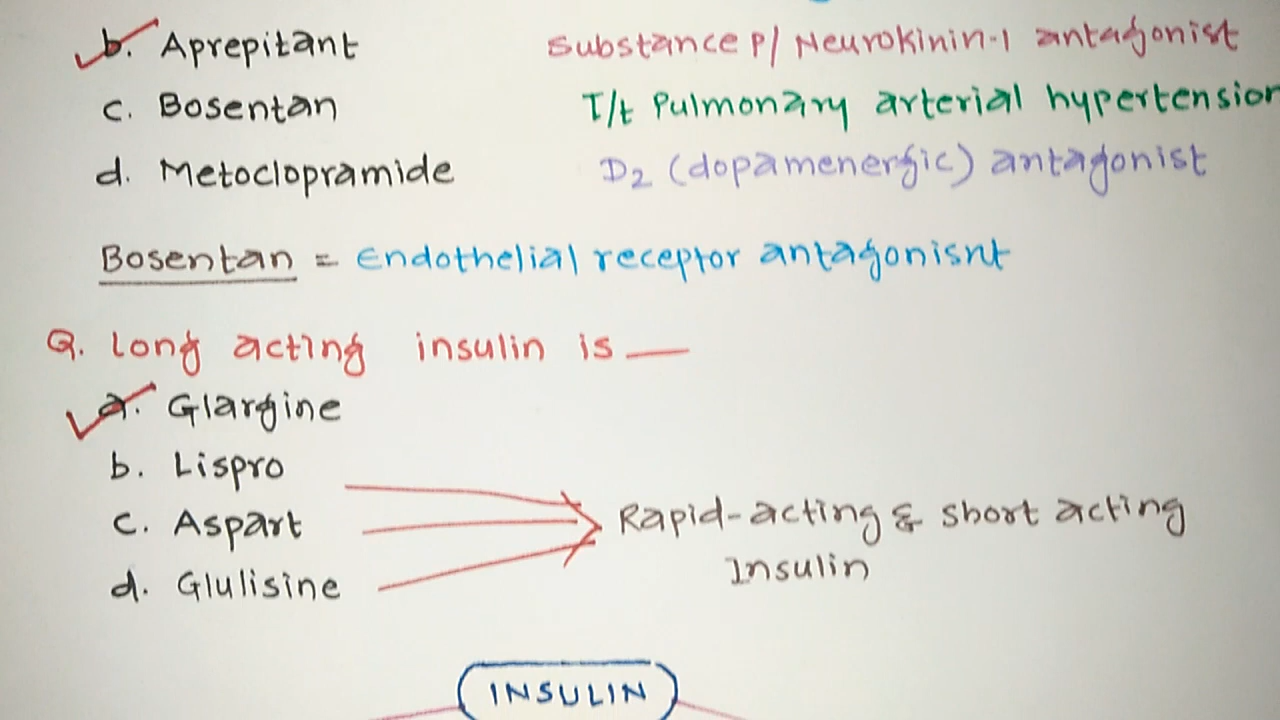 b. Aprepitant Substance P/ Neurokinin-1 antagonist
c. Bosentan T/t Pulmonary arterial hypertension
d. Metoclopramide D2 (dopamenergic) antagonist
Bosentan = Endothelial receptor antagonisnt
Q. Long acting insulin is —
a. Glargine
b. Lispro
c. Aspart Rapid-acting & short acting
Insulin
d. Glulisine
INSULIN